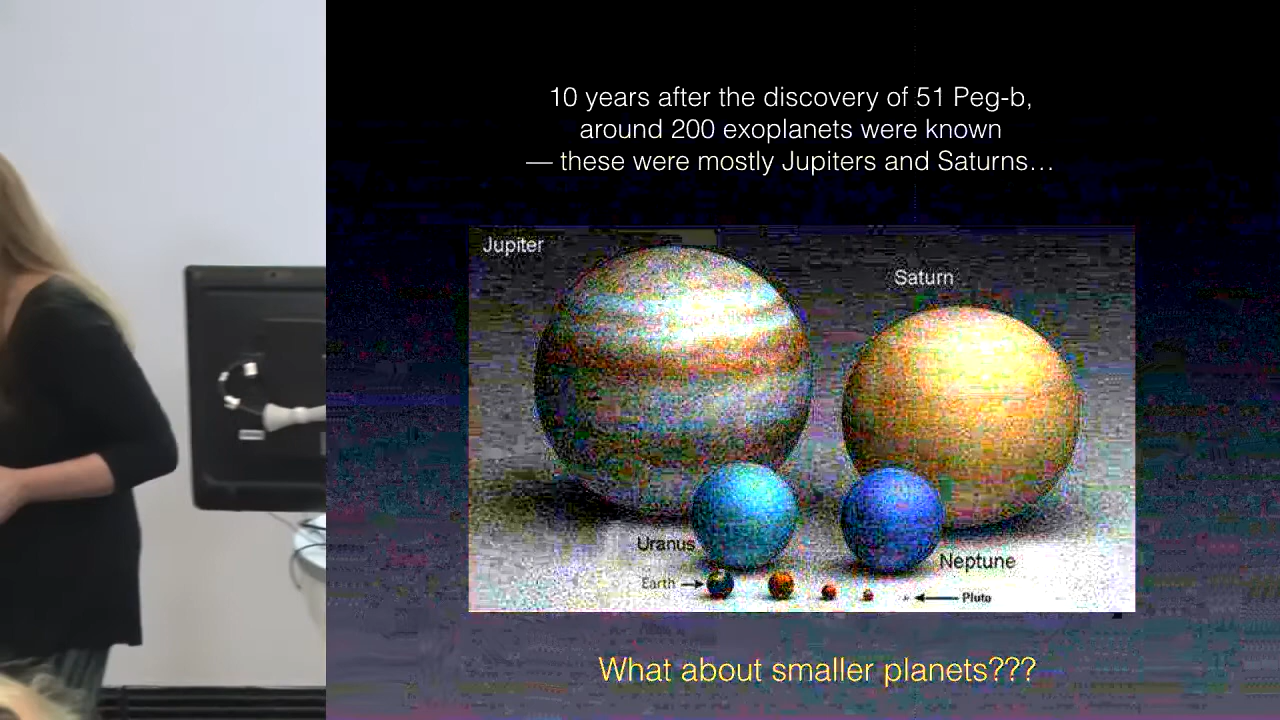 10 years after the discovery of 51 Peg-b,
around 200 exoplanets were known
— these were mostly Jupiters and Saturns…
Jupiter
Saturn
Uranus
Neptune
Earth
Pluto
What about smaller planets???